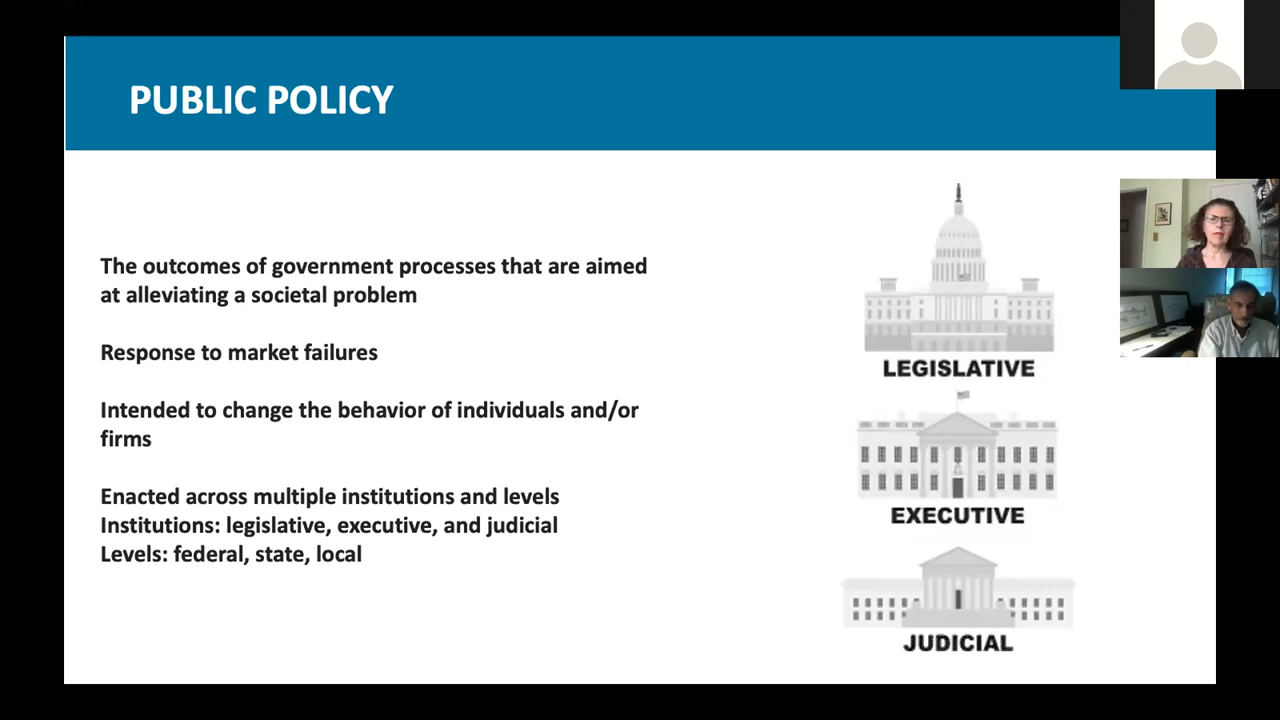 PUBLIC POLICY
The outcomes of government processes that are aimed
at alleviating a societal problem
Response to market failures
Intended to change the behavior of individuals and/or
firms
Enacted across multiple institutions and levels
Institutions: legislative, executive, and judicial
Levels: federal, state, local
LEGISLATIVE
EXECUTIVE
JUDICIAL